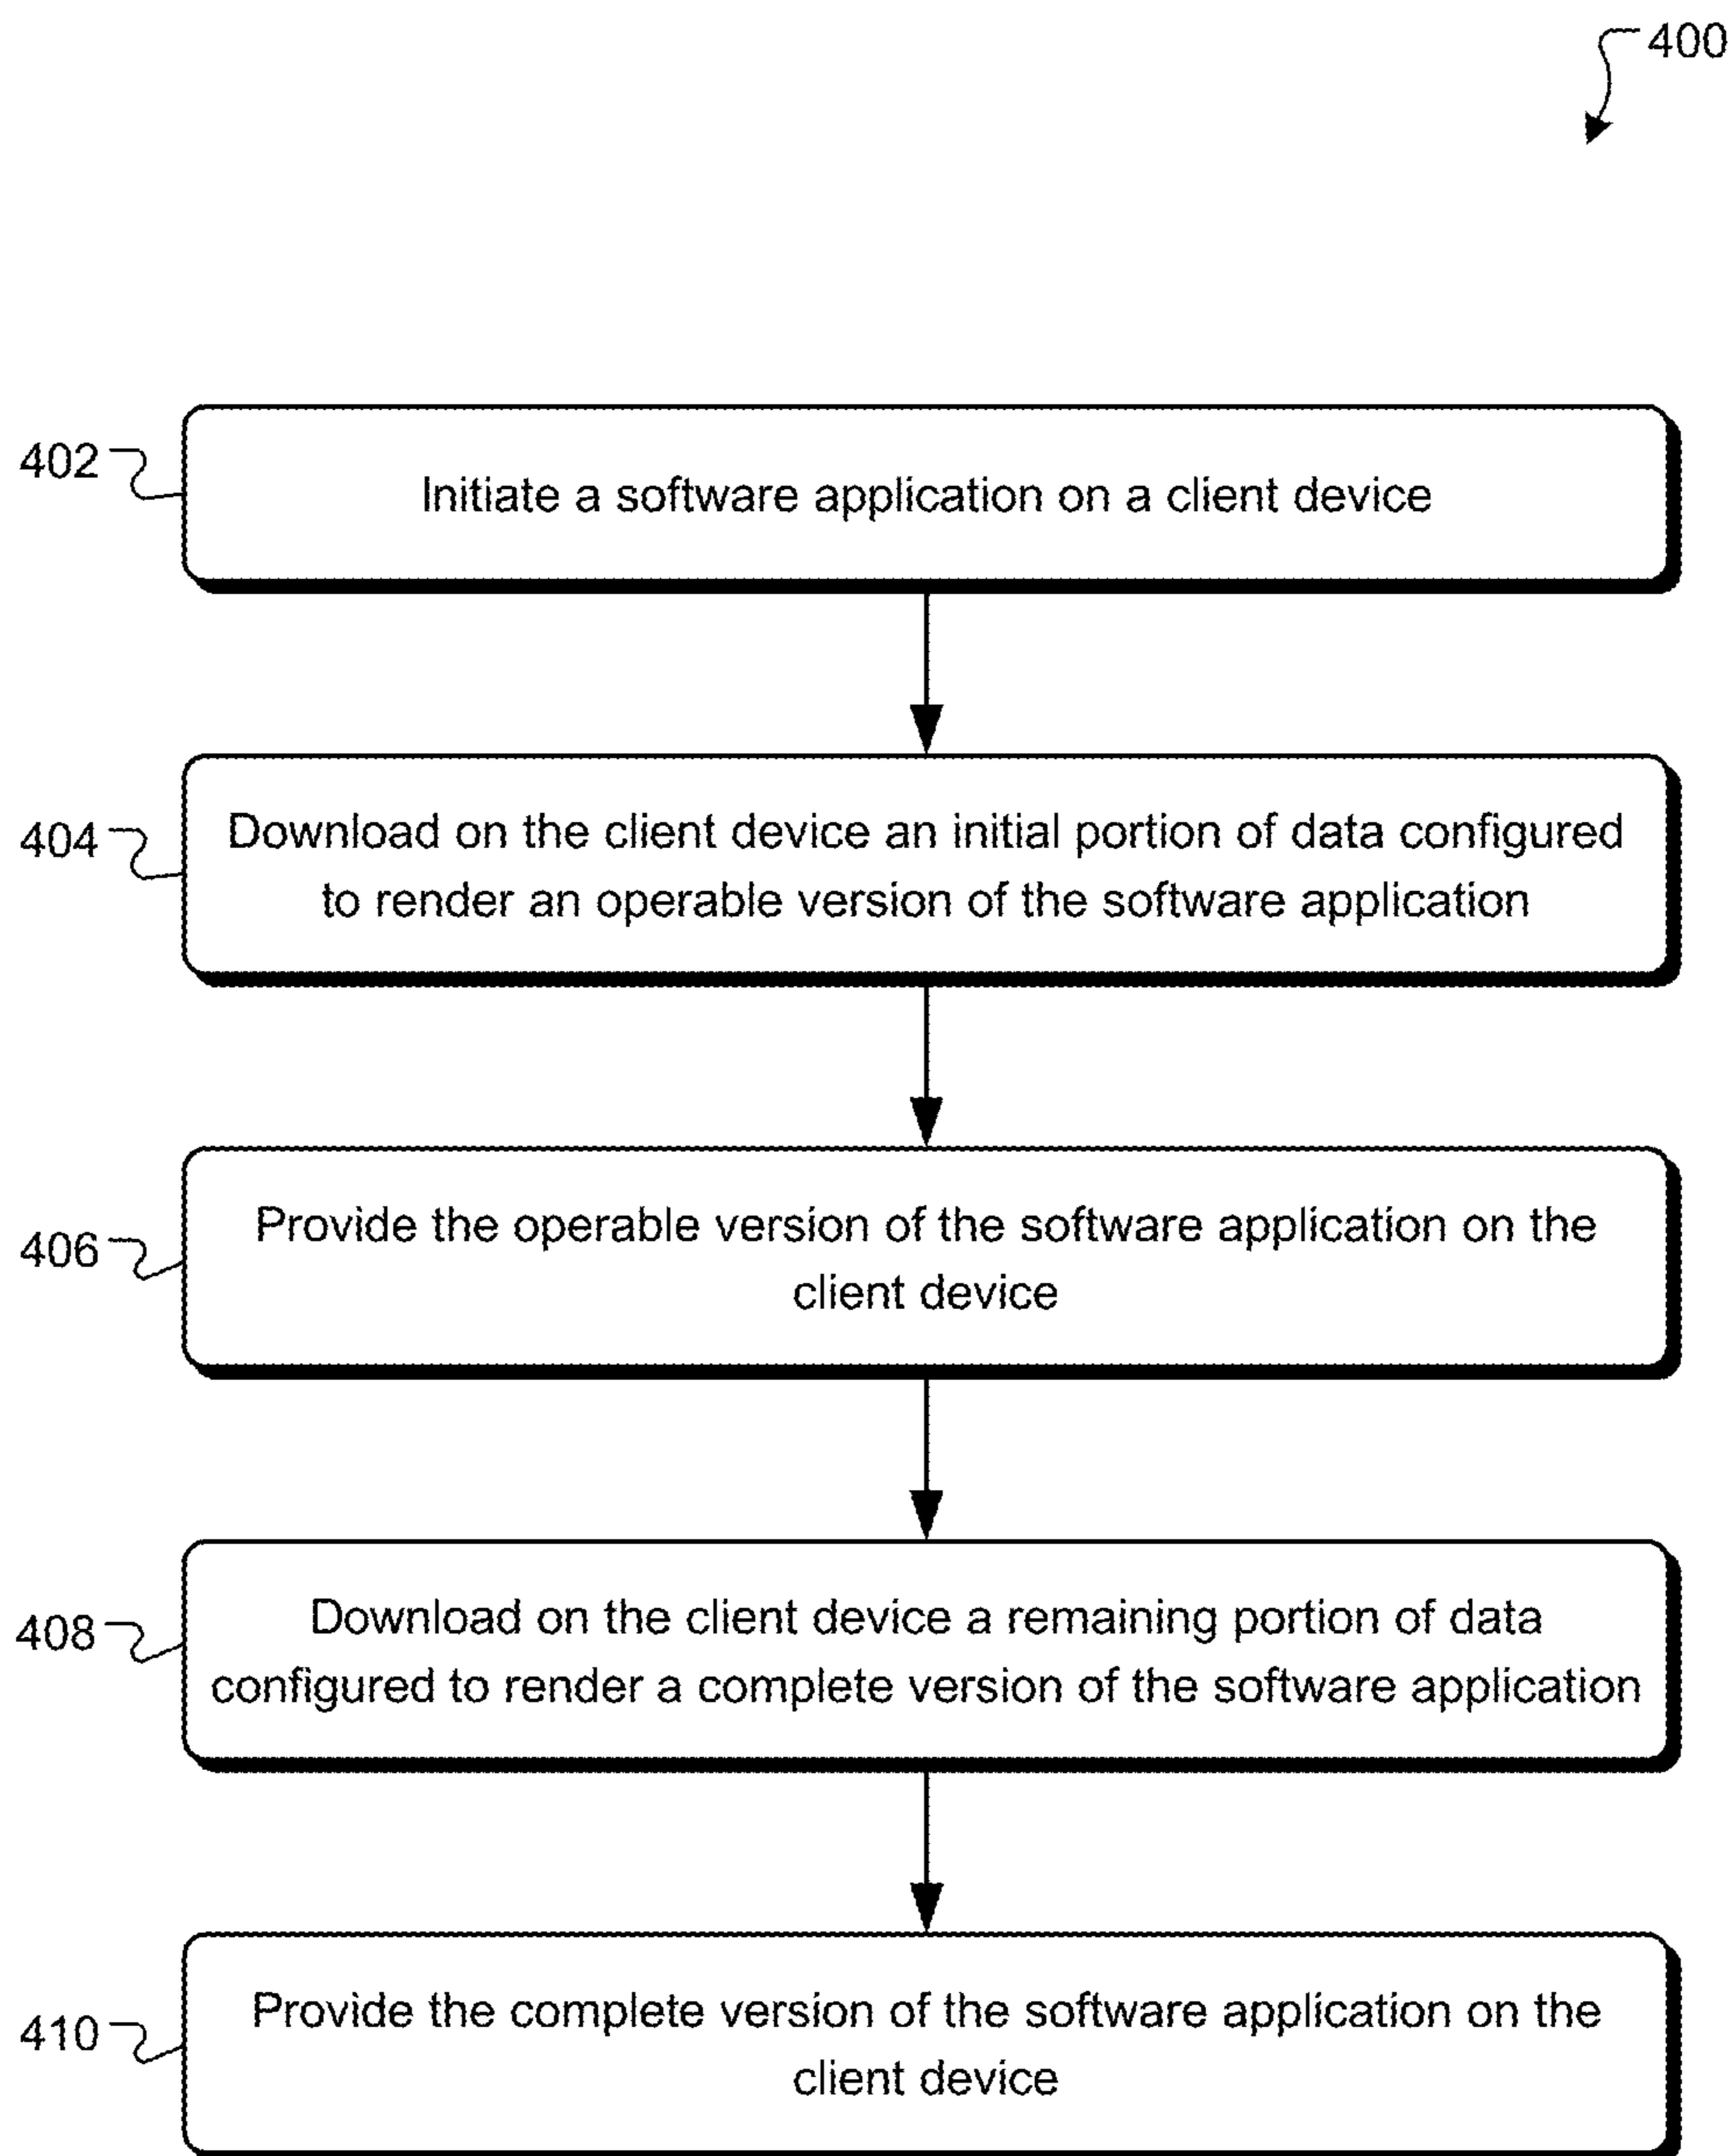 400
402
Initiate a software application on a client device
404
Download on the client device an initial portion of data configured
to render an operable version of the software application
406
Provide the operable version of the software application on the
client device
408
Download on the client device a remaining portion of data
configured to render a complete version of the software application
410
Provide the complete version of the software application on the
client device